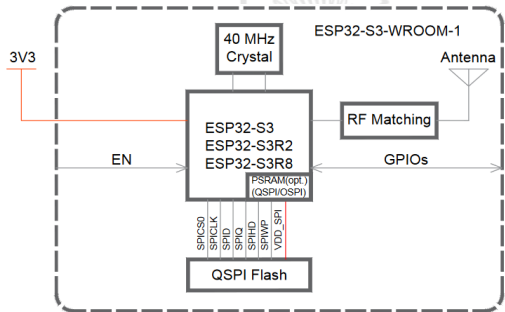 ESP32-S3-WROOM-1
40 MHz
Crystal
3V3
Antenna
ESP32-S3
ESP32-S3R2
ESP32-S3R8
RF Matching
EN
GPIOs
PSRAM(opt.)
(QSPI/OSPI)
SPICS0
SPICLK
SPID
SPIQ
SPIHD
SPIWP
VDD_SPI
QSPI Flash